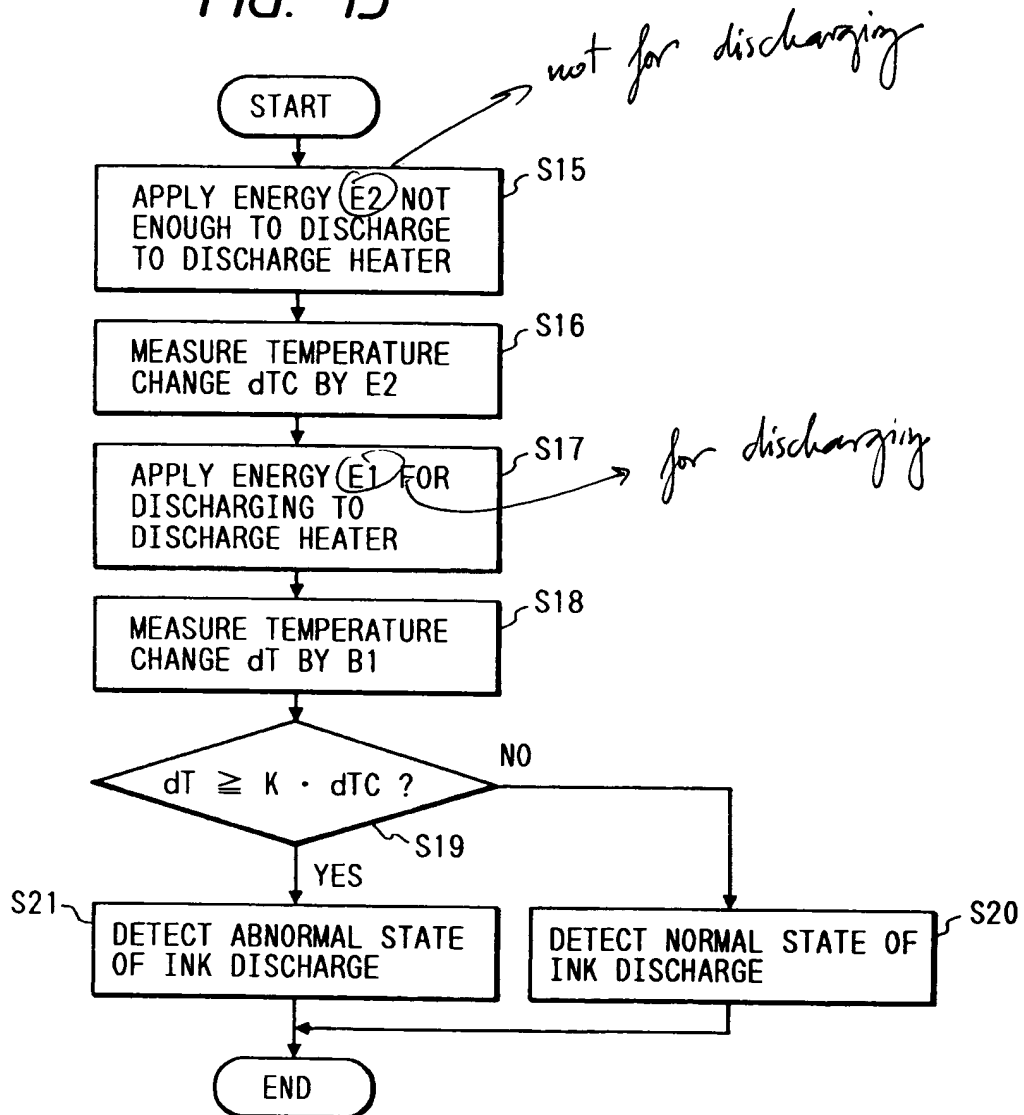 not for discharging
START
S15
APPLY ENERGY E2 NOT
ENOUGH TO DISCHARGE
TO DISCHARGE HEATER
S16
MEASURE TEMPERATURE
CHANGE dTC BY E2
S17
for discharging
APPLY ENERGY E1 FOR
DISCHARGING TO
DISCHARGE HEATER
S18
MEASURE TEMPERATURE
CHANGE dT BY B1
NO
dT ≧ K · dTC ?
S19
YES
S21
DETECT ABNORMAL STATE
OF INK DISCHARGE
S20
DETECT NORMAL STATE OF
INK DISCHARGE
END